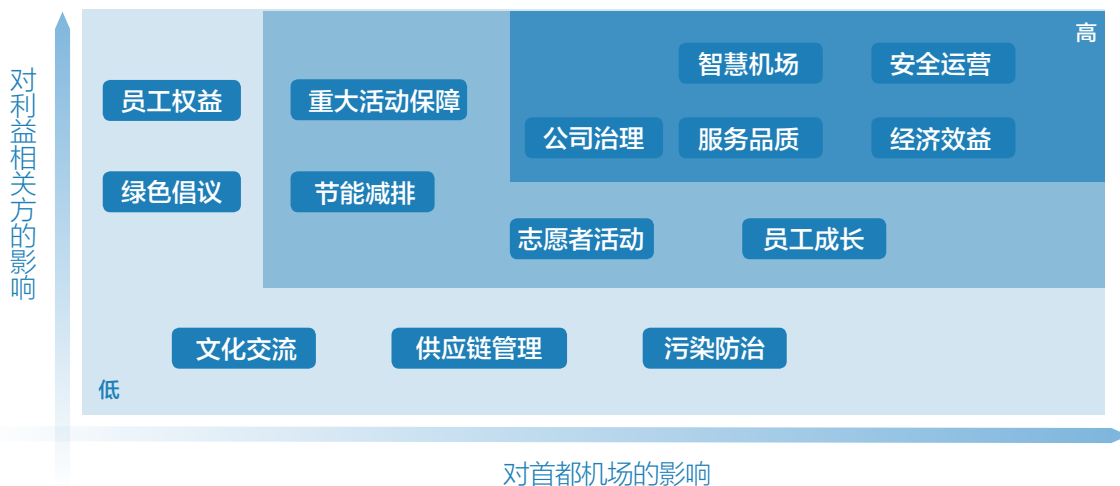 对利益相关方的影响
高
智慧机场
安全运营
员工权益
重大活动保障
公司治理
服务品质
经济效益
绿色倡议
节能减排
志愿者活动
员工成长
文化交流
供应链管理
污染防治
低
对首都机场的影响